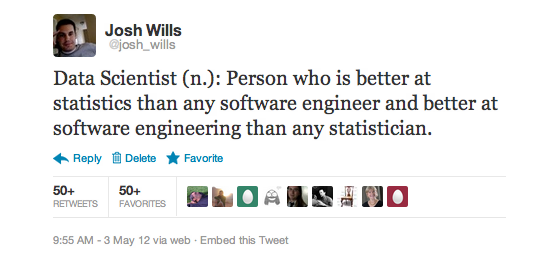 Josh Wills
@josh_wills
Data Scientist (n.): Person who is better at
statistics than any software engineer and better at
software engineering than any statistician.
Reply Delete Favorite
50+ 50+
RETWEETS FAVORITES
9:55 AM - 3 May 12 via web · Embed this Tweet